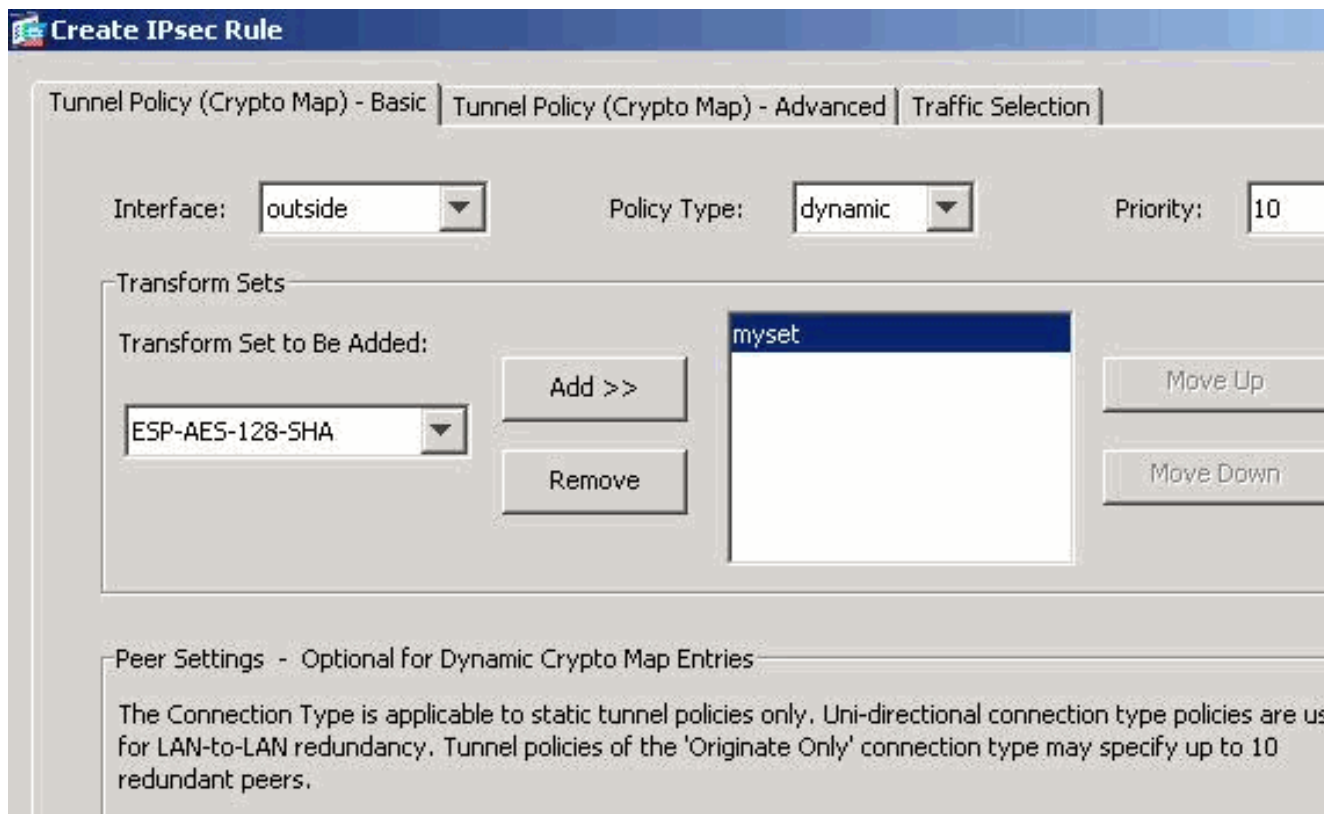 Create IPsec Rule
Tunnel Policy (Crypto Map) - Basic Tunnel Policy (Crypto Map) - Advanced Traffic Selection
Interface: outside Policy Type: dynamic Priority: 10
Transform Sets
Transform Set to Be Added:
myset
Add >>
Move Up
ESP-AES-128-SHA
Remove
Move Down
Peer Settings - Optional for Dynamic Crypto Map Entries
The Connection Type is applicable to static tunnel policies only. Uni-directional connection type policies are
for LAN-to-LAN redundancy. Tunnel policies of the 'Originate Only' connection type may specify up to 10
redundant peers.